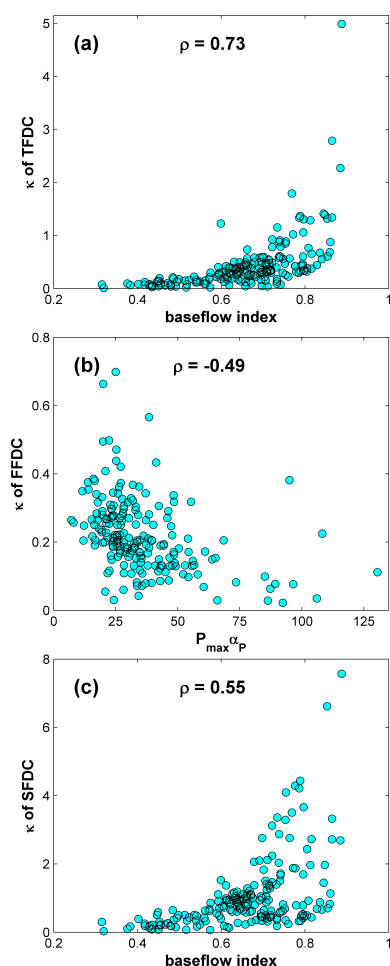 (a)
ρ = 0.73
5
4
3
2
1
0
κ of TFDC
0.2
0.4
0.6
0.8
1
baseflow index
(b)
ρ = -0.49
0.8
0.6
0.4
0.2
0
κ of FFDC
0
25
50
75
100
125
P_max α_P
(c)
ρ = 0.55
8
6
4
2
0
κ of SFDC
0.2
0.4
0.6
0.8
1
baseflow index